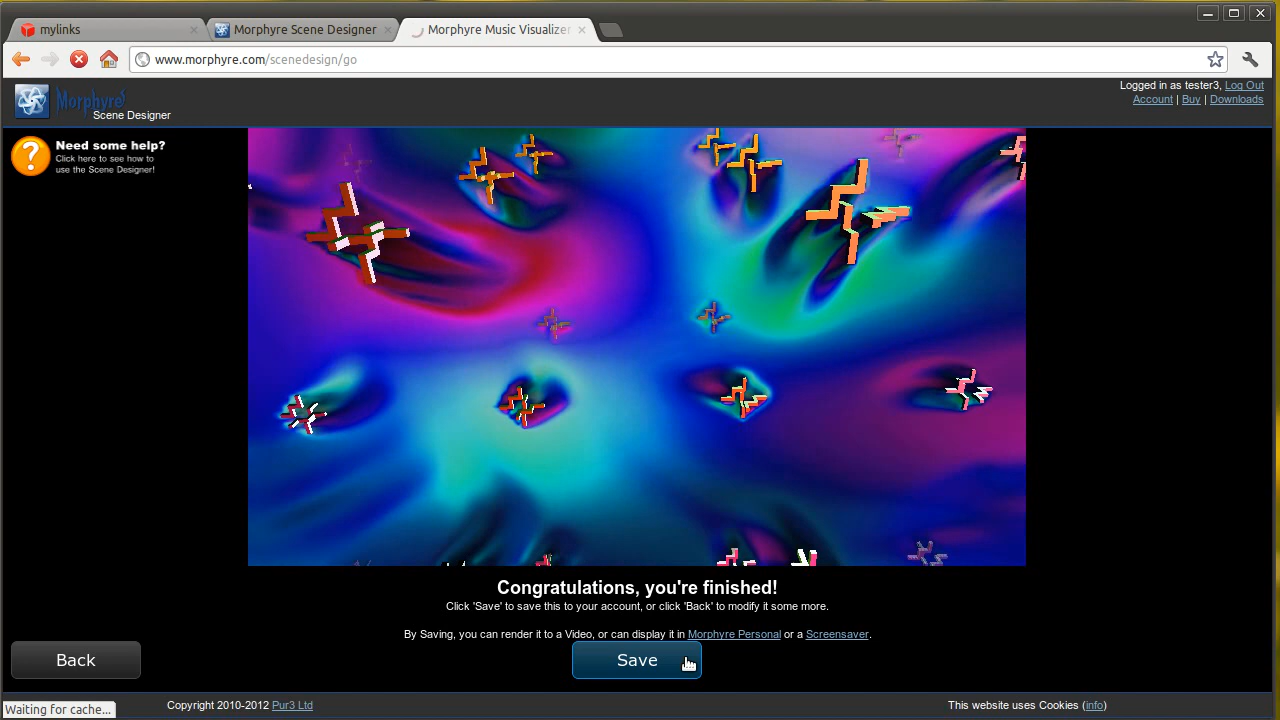 mylinks
Morphyre Scene Designer
Morphyre Music Visualizer
www.morphyre.com/scenedesign/go
Morphyre
Scene Designer
Logged in as tester3, Log Out
Account | Buy | Downloads
Need some help?
Click here to see how to
use the Scene Designer!
Congratulations, you're finished!
Click 'Save' to save this to your account, or click 'Back' to modify it some more.
By Saving, you can render it to a Video, or can display it in Morphyre Personal or a Screensaver.
Back
Save
Waiting for cache...
Copyright 2010-2012 Pur3 Ltd
This website uses Cookies (info)